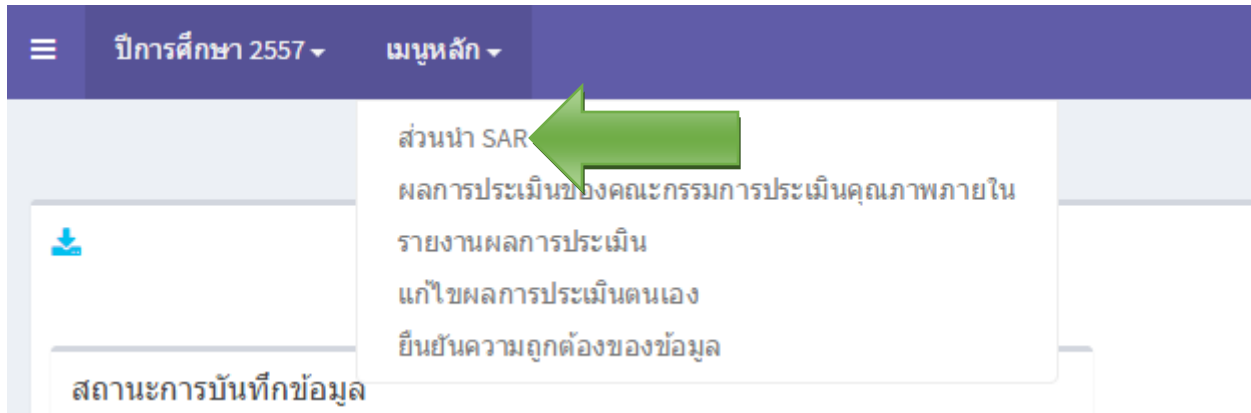 ปีการศึกษา 2557 เมนูหลัก
ส่วนนำ SAR
ผลการประเมินของคณะกรรมการประเมินคุณภาพภายใน
รายงานผลการประเมิน
แก้ไขผลการประเมินตนเอง
ยืนยันความถูกต้องของข้อมูล
สถานะการบันทึกข้อมูล